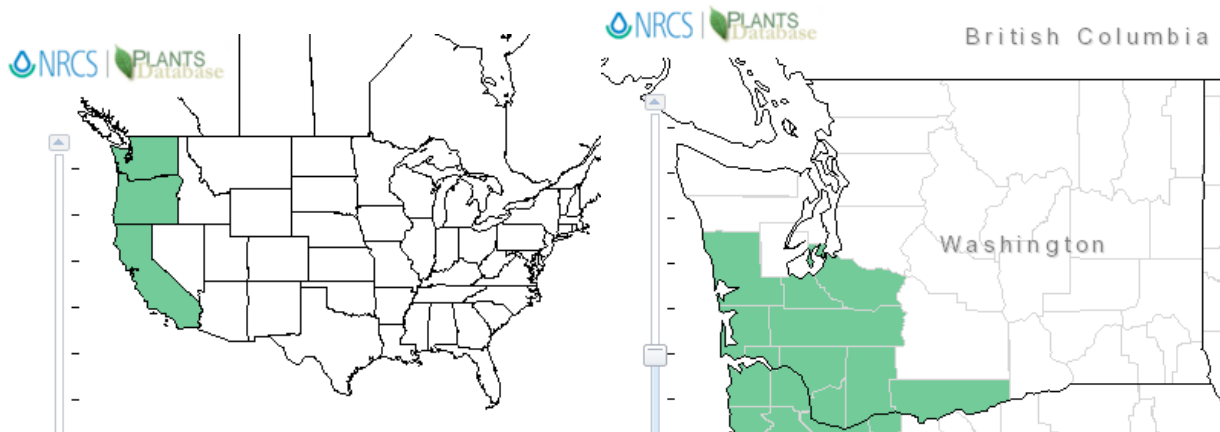 NRCS | PLANTS
Database
NRCS | PLANTS
Database
British Columbia
Washington